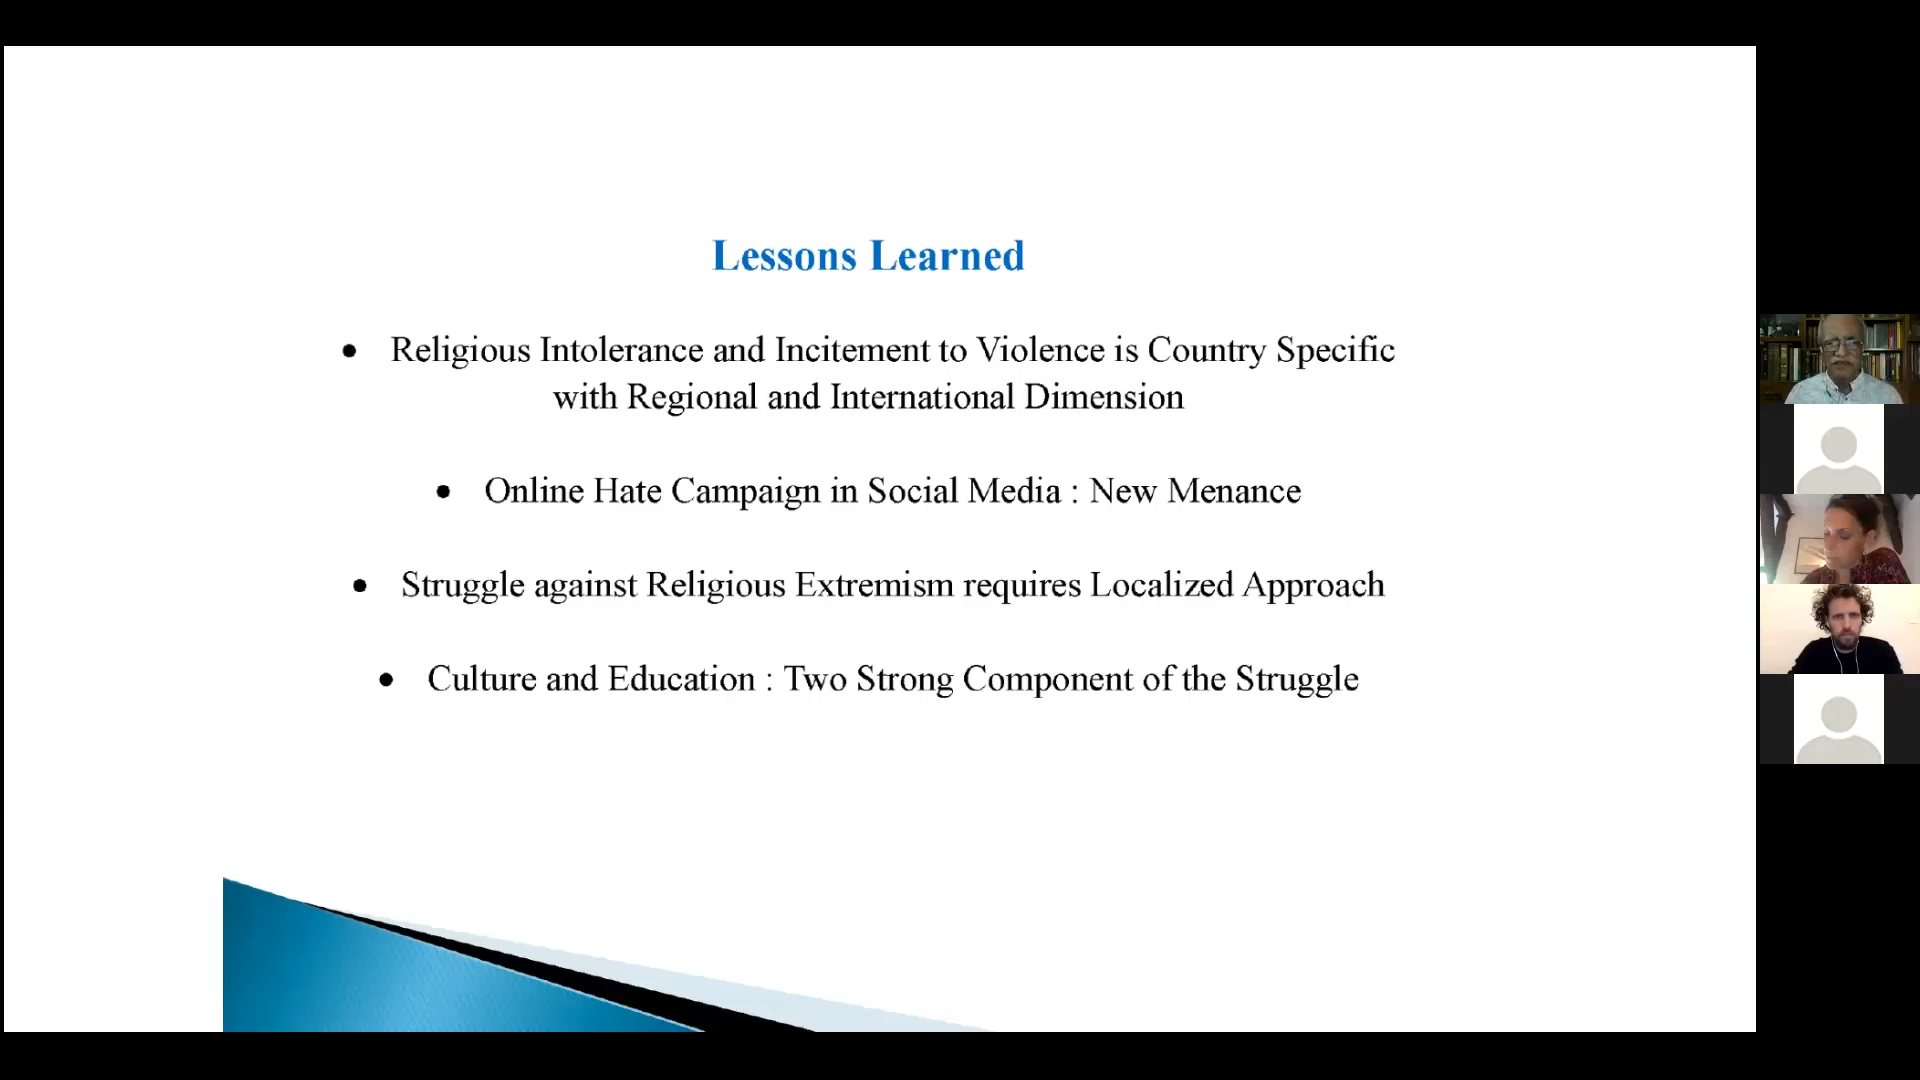 Lessons Learned
• Religious Intolerance and Incitement to Violence is Country Specific
with Regional and International Dimension
• Online Hate Campaign in Social Media : New Menance
• Struggle against Religious Extremism requires Localized Approach
• Culture and Education : Two Strong Component of the Struggle